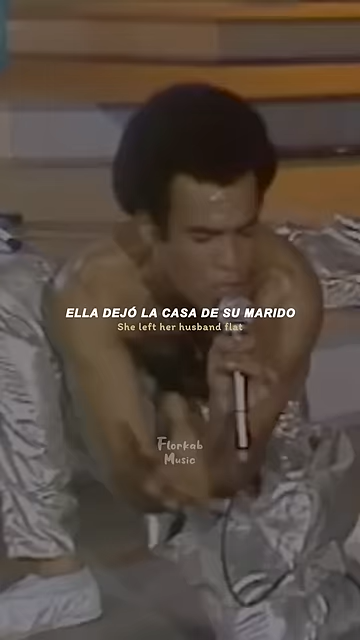 ELLA DEJÓ LA CASA DE SU MARIDO
She left her husband flat
Florkab
Music